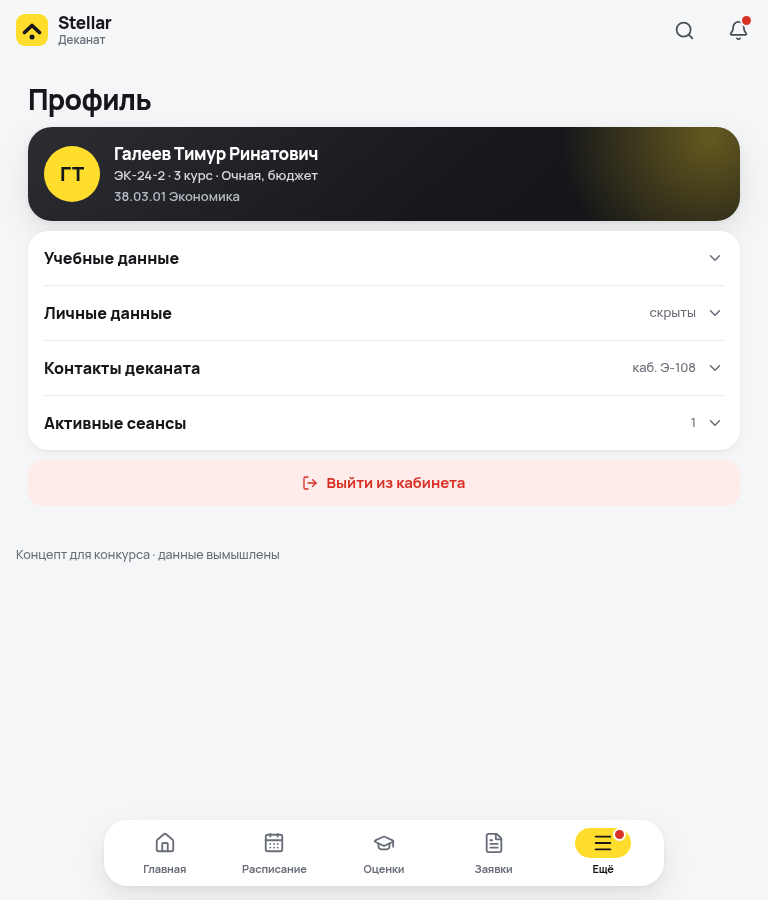 Stellar
Деканат
Профиль
ГТ
Галеев Тимур Ринатович
ЭК-24-2 · 3 курс · Очная, бюджет
38.03.01 Экономика
Учебные данные
Личные данные скрыты
Контакты деканата каб. Э-108
Активные сеансы 1
Выйти из кабинета
Концепт для конкурса · данные вымышлены
Главная Расписание Оценки Заявки Ещё